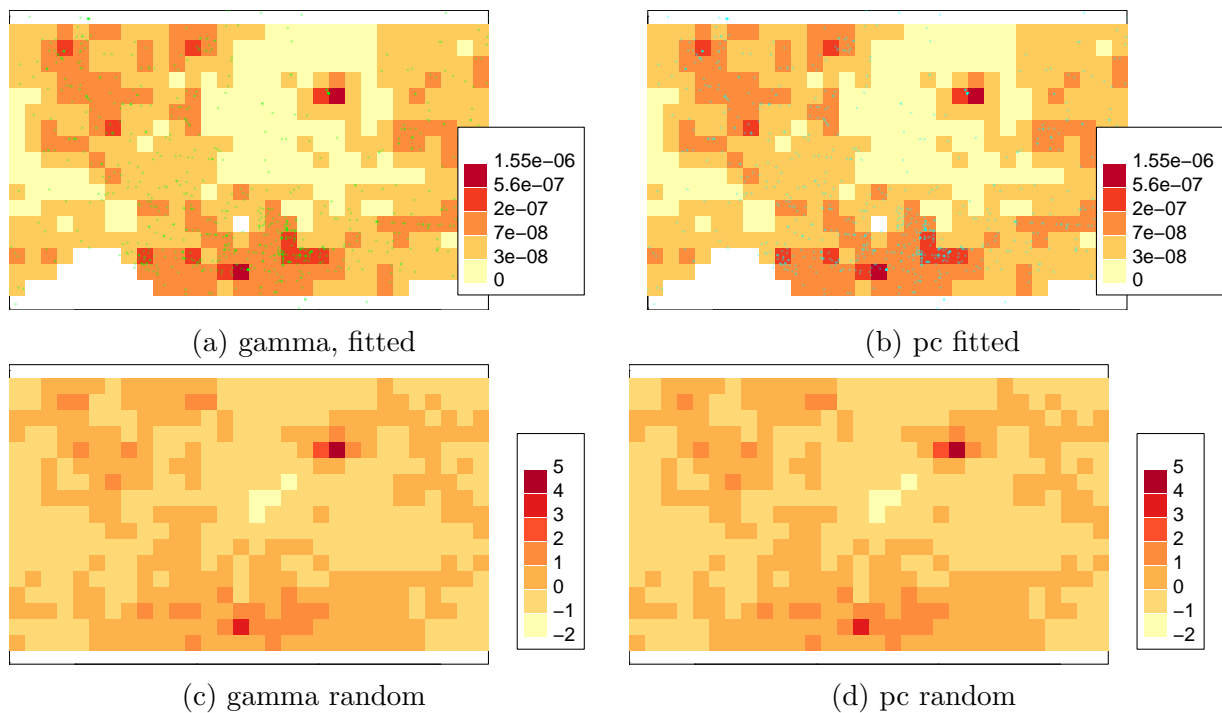 1.55e−06
5.6e−07
2e−07
7e−08
3e−08
0
1.55e−06
5.6e−07
2e−07
7e−08
3e−08
0
(a) gamma, fitted
(b) pc fitted
5
4
3
2
1
0
−1
−2
5
4
3
2
1
0
−1
−2
(c) gamma random
(d) pc random